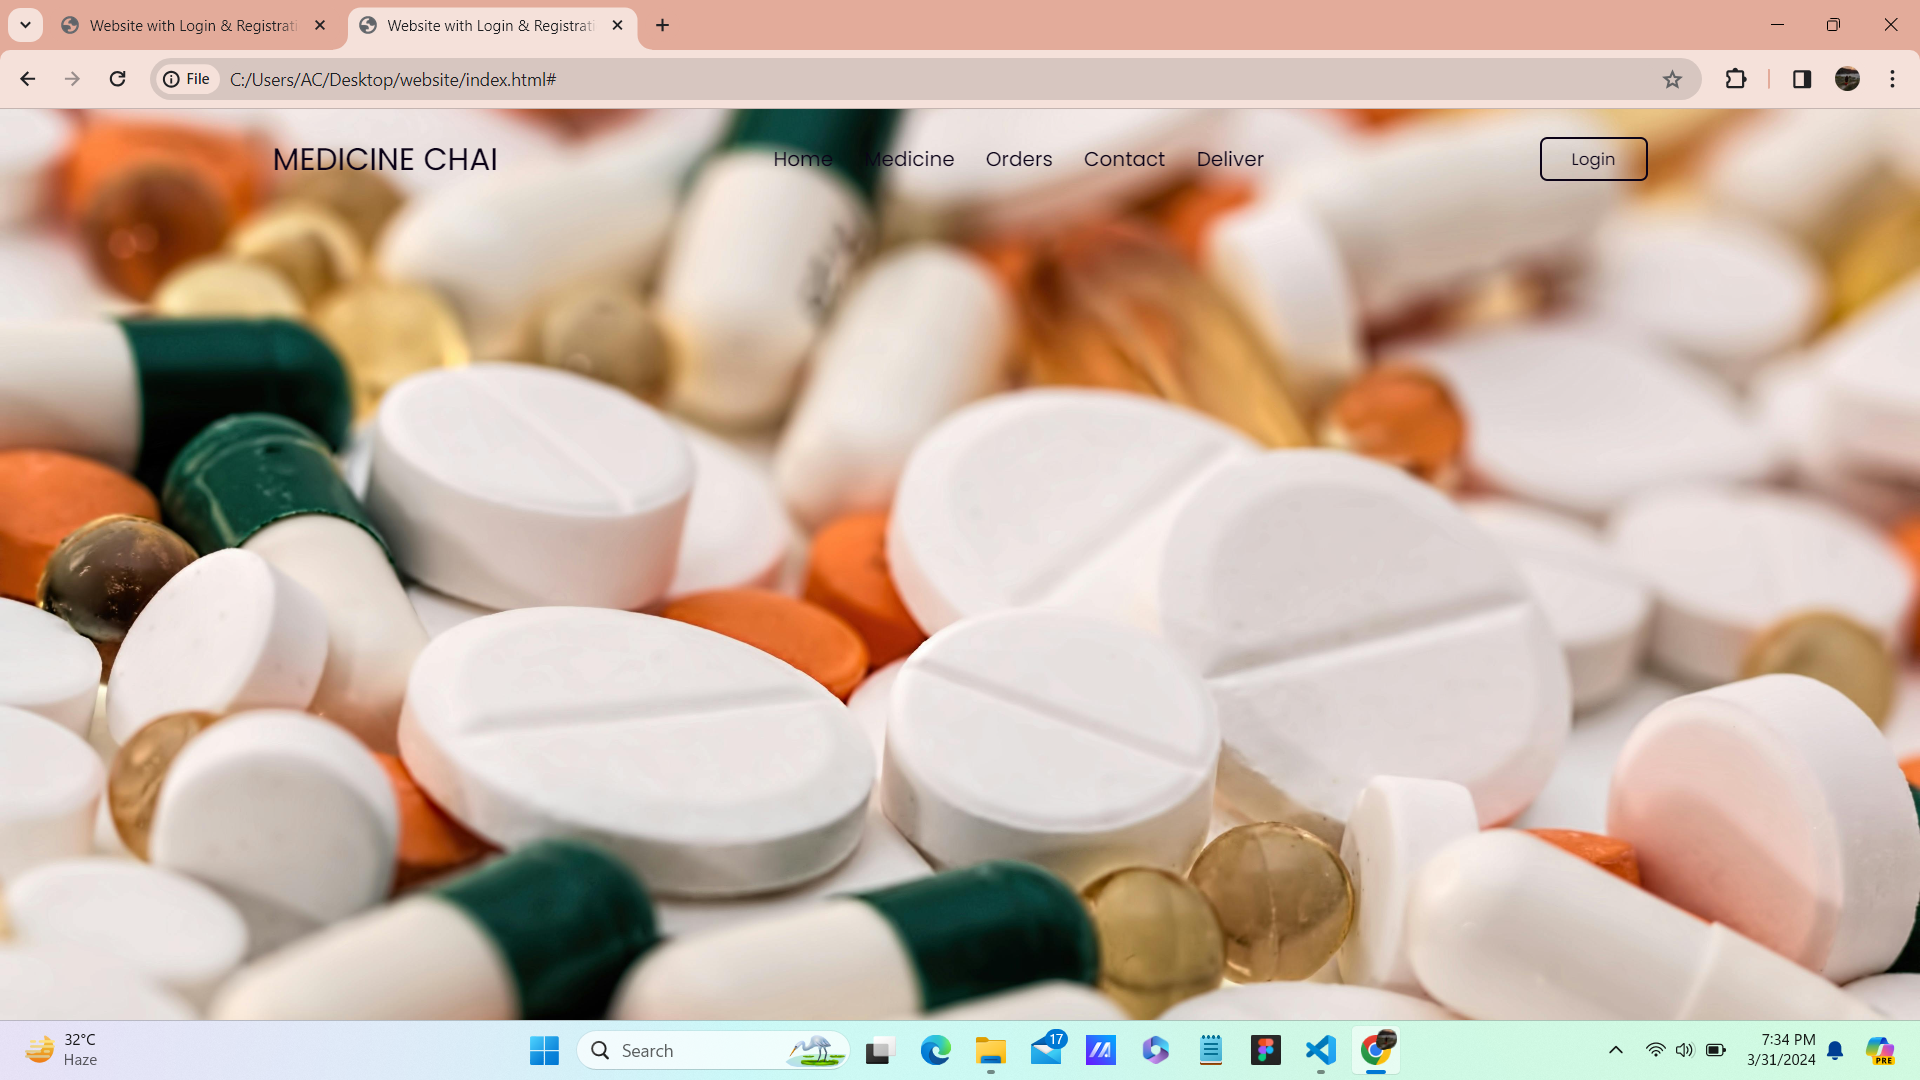 Website with Login & Registrati
Website with Login & Registrati
File
C:/Users/AC/Desktop/website/index.html#
MEDICINE CHAI
Home
Medicine
Orders
Contact
Deliver
Login
32°C
Haze
Search
17
7:34 PM
3/31/2024
PRE